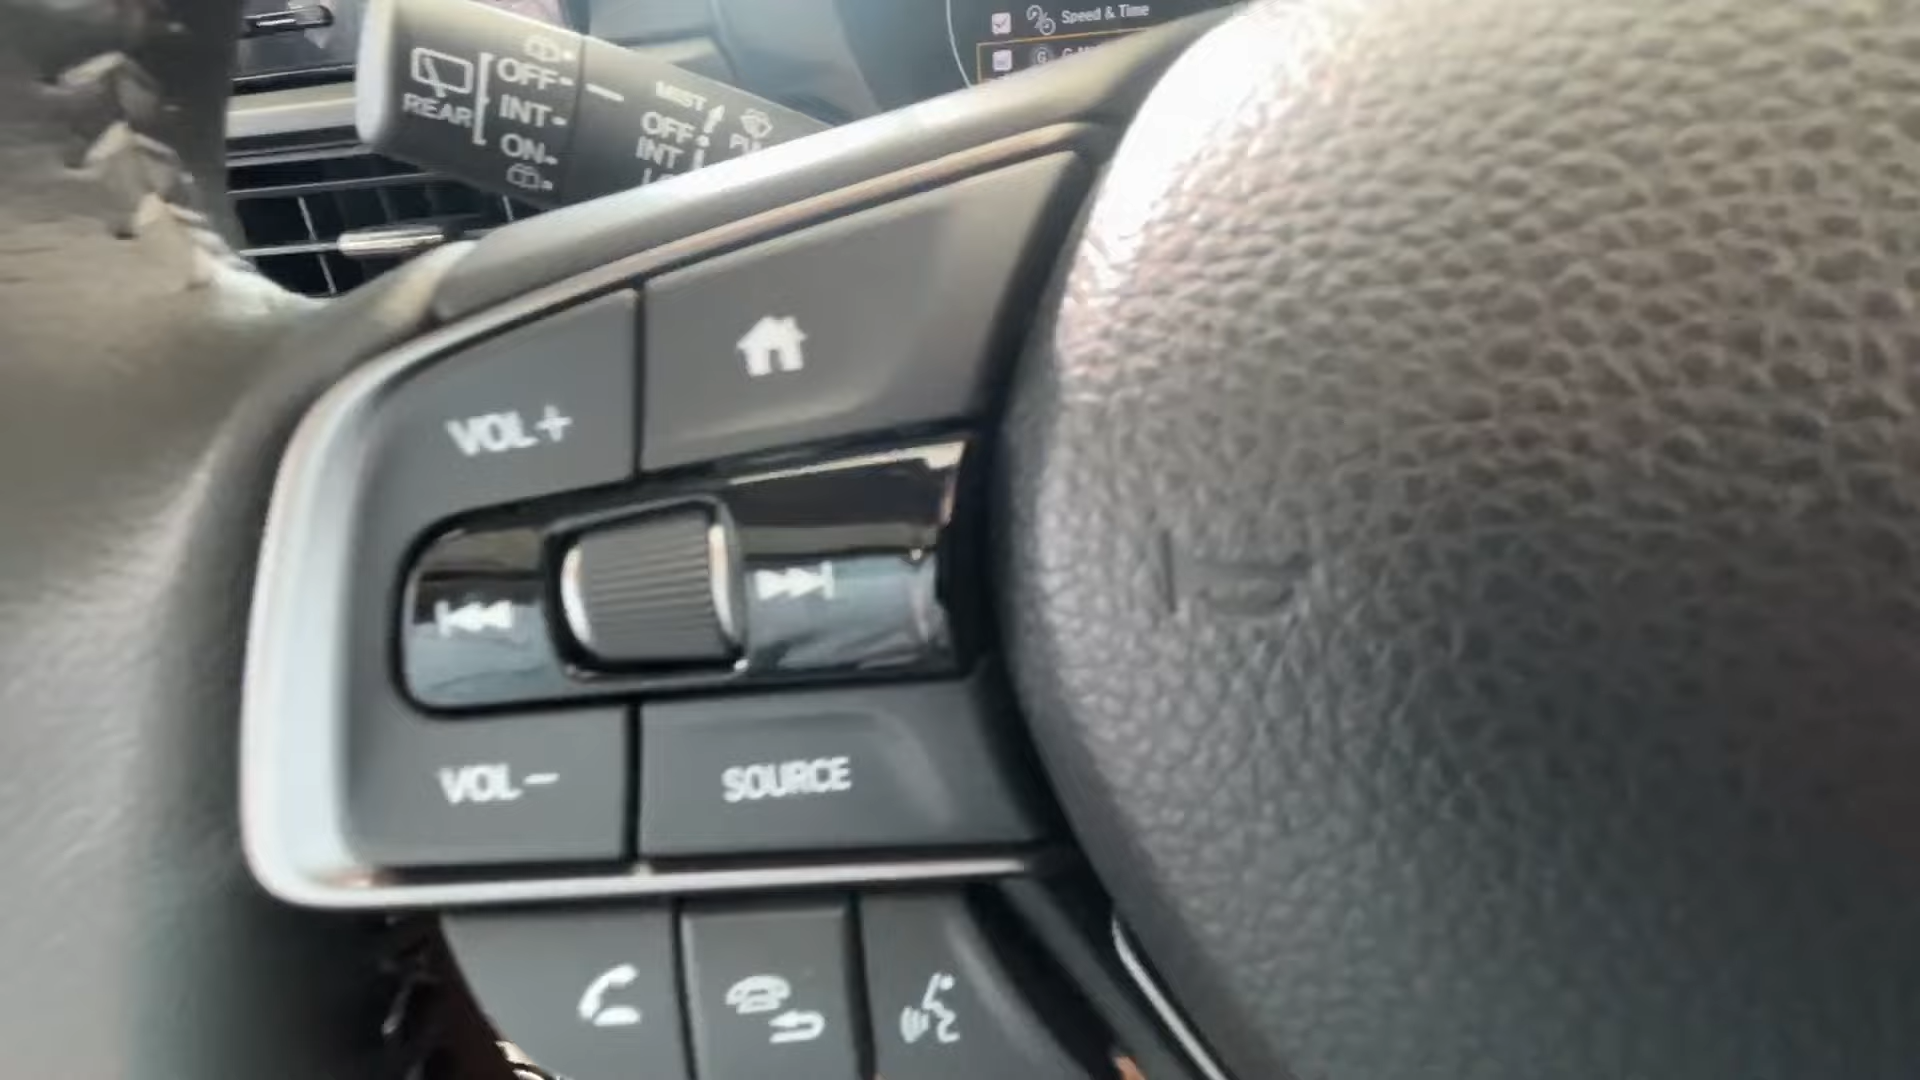 Speed & Time
OFF
INT
ON
REAR
MIST
OFF
INT
VOL+
VOL-
SOURCE